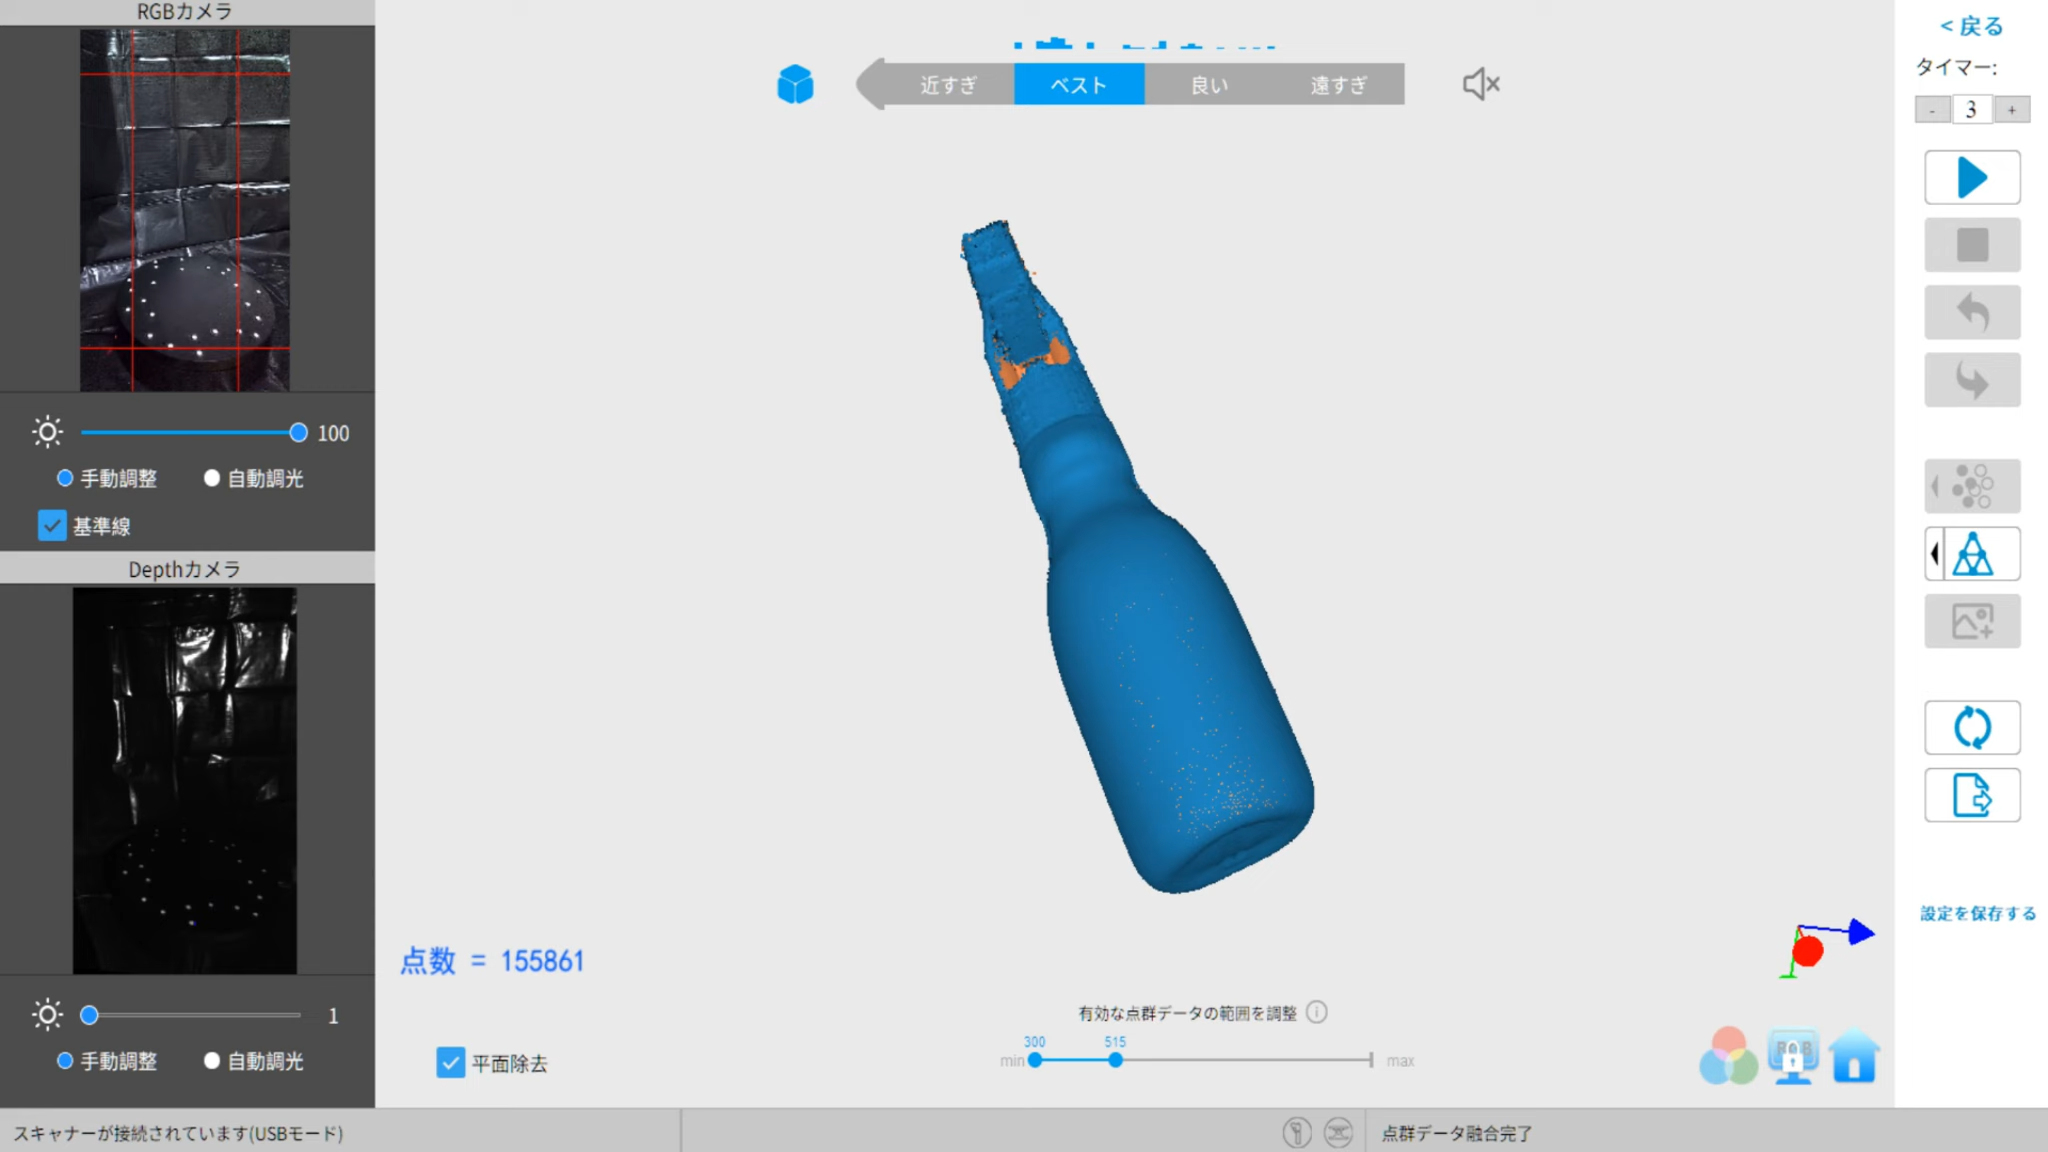 RGBカメラ
100
手動調整
自動調光
基準線
Depthカメラ
1
手動調整
自動調光
近すぎ
ベスト
良い
遠すぎ
点数 = 155861
平面除去
有効な点群データの範囲を調整
300
515
min
max
< 戻る
タイマー:
- 3 +
設定を保存する
RGB
スキャナーが接続されています(USBモード)
点群データ融合完了